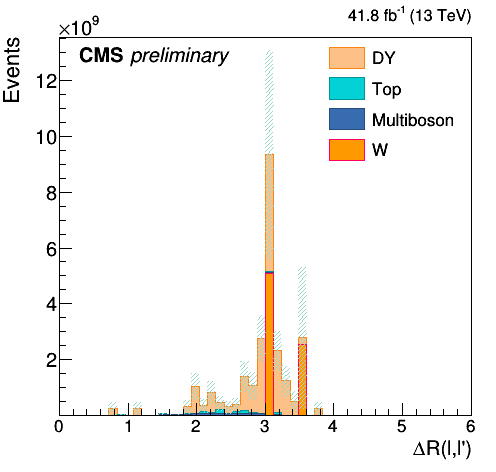 41.8 fb⁻¹ (13 TeV)
×10⁹
CMS preliminary
Events
DY
Top
Multiboson
W
12
10
8
6
4
2
0 1 2 3 4 5 6
ΔR(l,l')